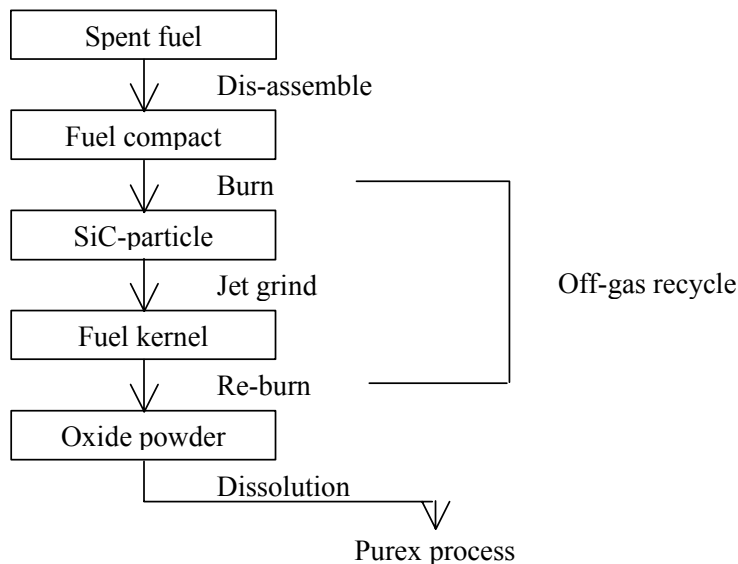 Spent fuel
Dis-assemble
Fuel compact
Burn
SiC-particle
Jet grind
Off-gas recycle
Fuel kernel
Re-burn
Oxide powder
Dissolution
Purex process